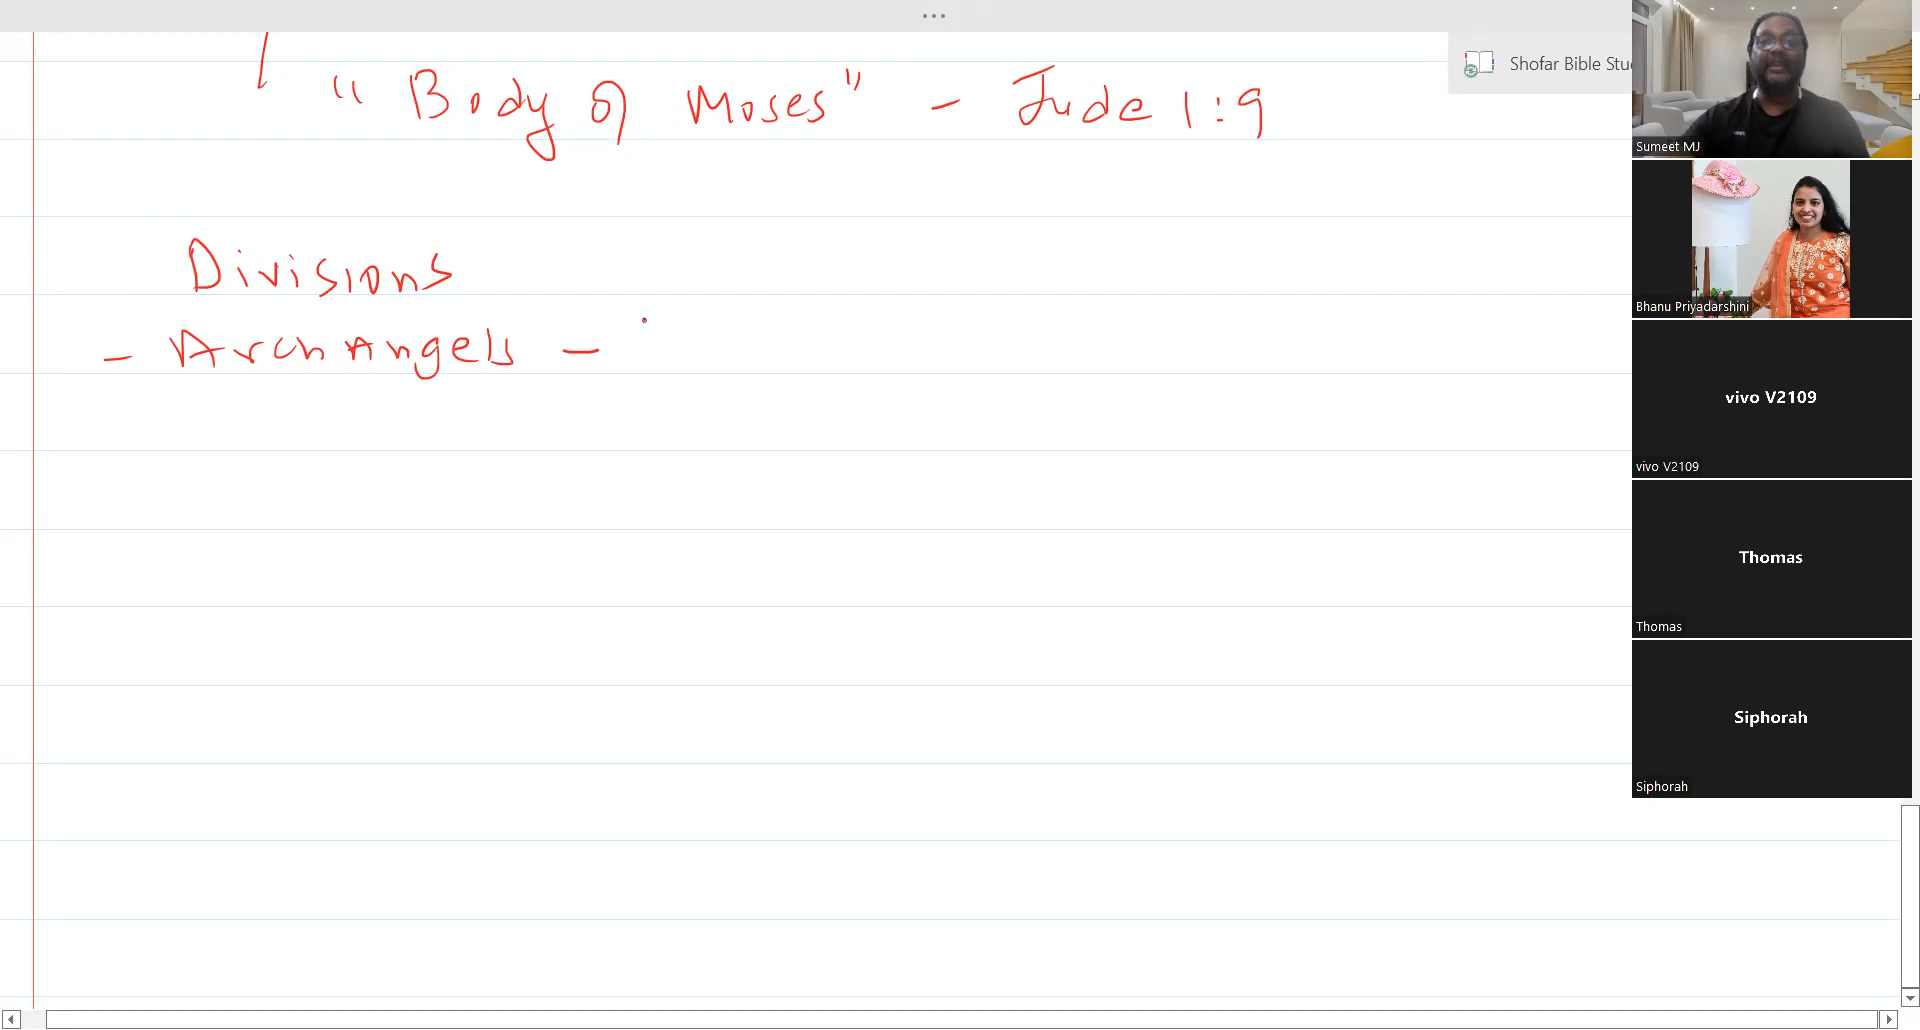 "Body of Moses" - Jude 1:9
Divisions
- ArchAngels -
Shofar Bible Stu
Sumeet MJ
Bhanu Priyadarshini
vivo V2109
vivo V2109
Thomas
Thomas
Siphorah
Siphorah